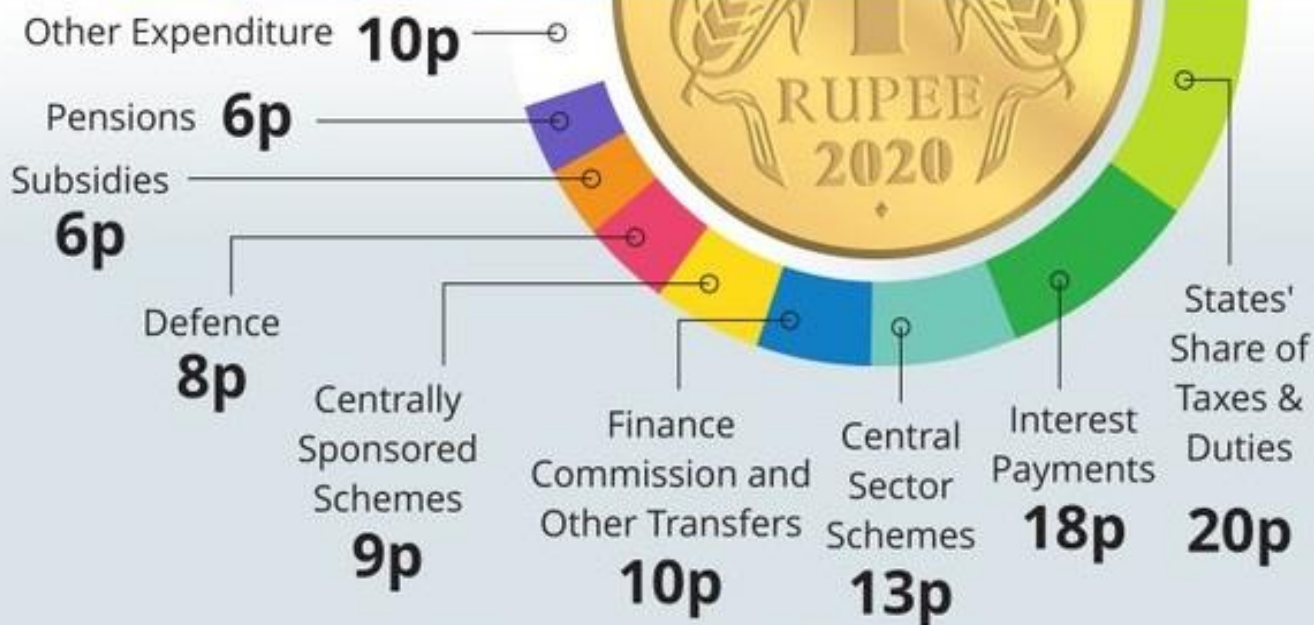 Other Expenditure 10p
Pensions 6p
Subsidies
6p
Defence
8p
Centrally
Sponsored
Schemes
9p
Finance
Commission and
Other Transfers
10p
Central
Sector
Schemes
13p
Interest
Payments
18p
States'
Share of
Taxes &
Duties
20p
RUPEE
2020